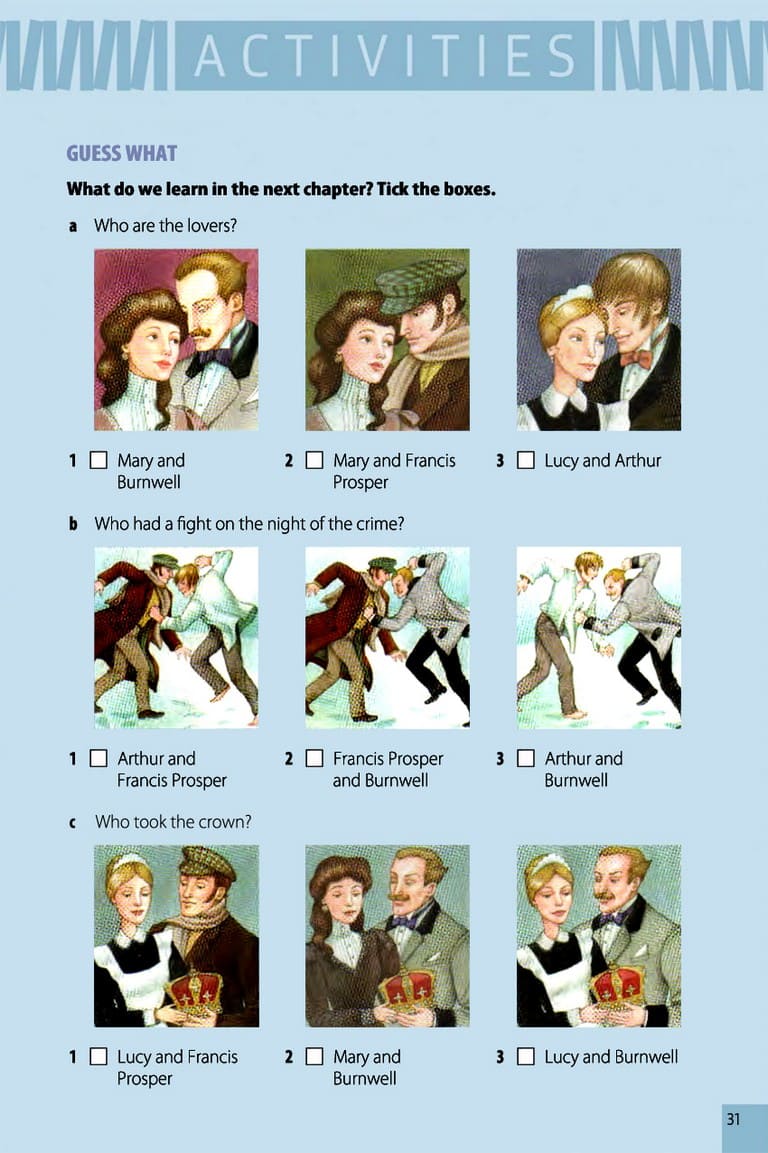 ACTIVITIES
GUESS WHAT
What do we learn in the next chapter? Tick the boxes.
a Who are the lovers?
1 Mary and
Burnwell
2 Mary and Francis
Prosper
3 Lucy and Arthur
b Who had a fight on the night of the crime?
1 Arthur and
Francis Prosper
2 Francis Prosper
and Burnwell
3 Arthur and
Burnwell
c Who took the crown?
1 Lucy and Francis
Prosper
2 Mary and
Burnwell
3 Lucy and Burnwell
31